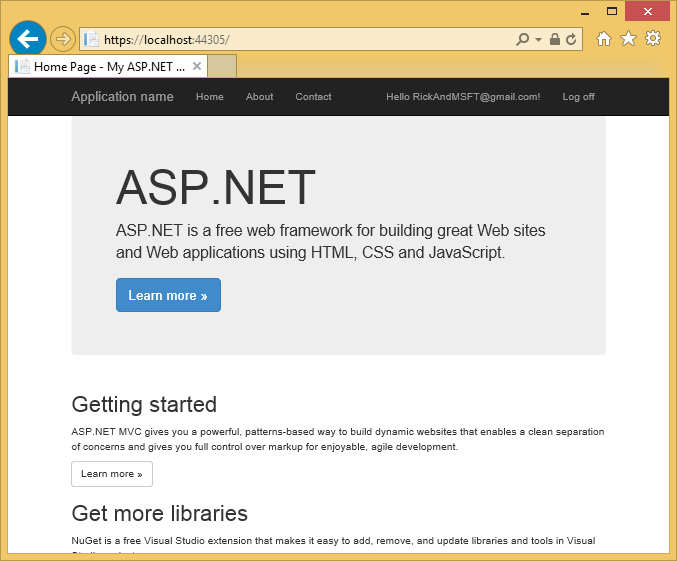 https://localhost:44305/
Home Page - My ASP.NET ...
Application name Home About Contact Hello RickAndMSFT@gmail.com! Log off
ASP.NET
ASP.NET is a free web framework for building great Web sites
and Web applications using HTML, CSS and JavaScript.
Learn more »
Getting started
ASP.NET MVC gives you a powerful, patterns-based way to build dynamic websites that enables a clean separation
of concerns and gives you full control over markup for enjoyable, agile development.
Learn more »
Get more libraries
NuGet is a free Visual Studio extension that makes it easy to add, remove, and update libraries and tools in Visual